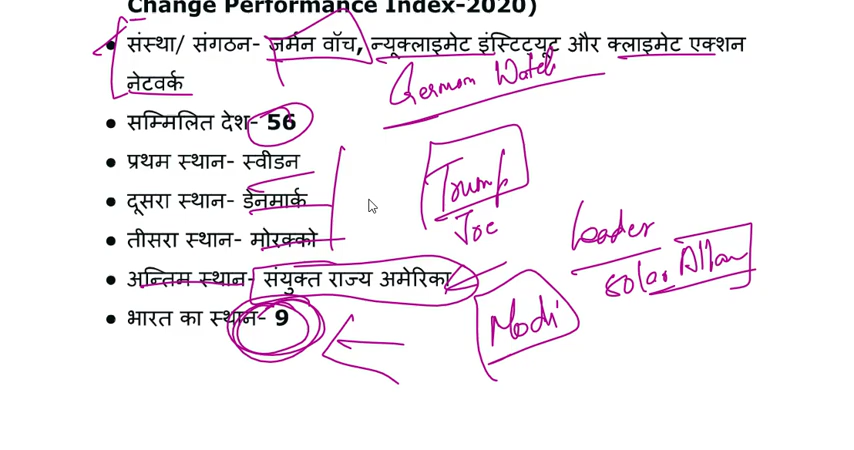 Change Performance Index-2020)
• संस्था/ संगठन- जर्मन वॉच, न्यूक्लाइमेट इंस्टिट्यूट और क्लाइमेट एक्शन
नेटवर्क
German Watch
• सम्मिलित देश- 56
• प्रथम स्थान- स्वीडन
Trump
• दूसरा स्थान- डेनमार्क
Joe
• तीसरा स्थान- मोरक्को
Leader
Solar Allan
• अन्तिम स्थान- संयुक्त राज्य अमेरिका
• भारत का स्थान- 9
Modi